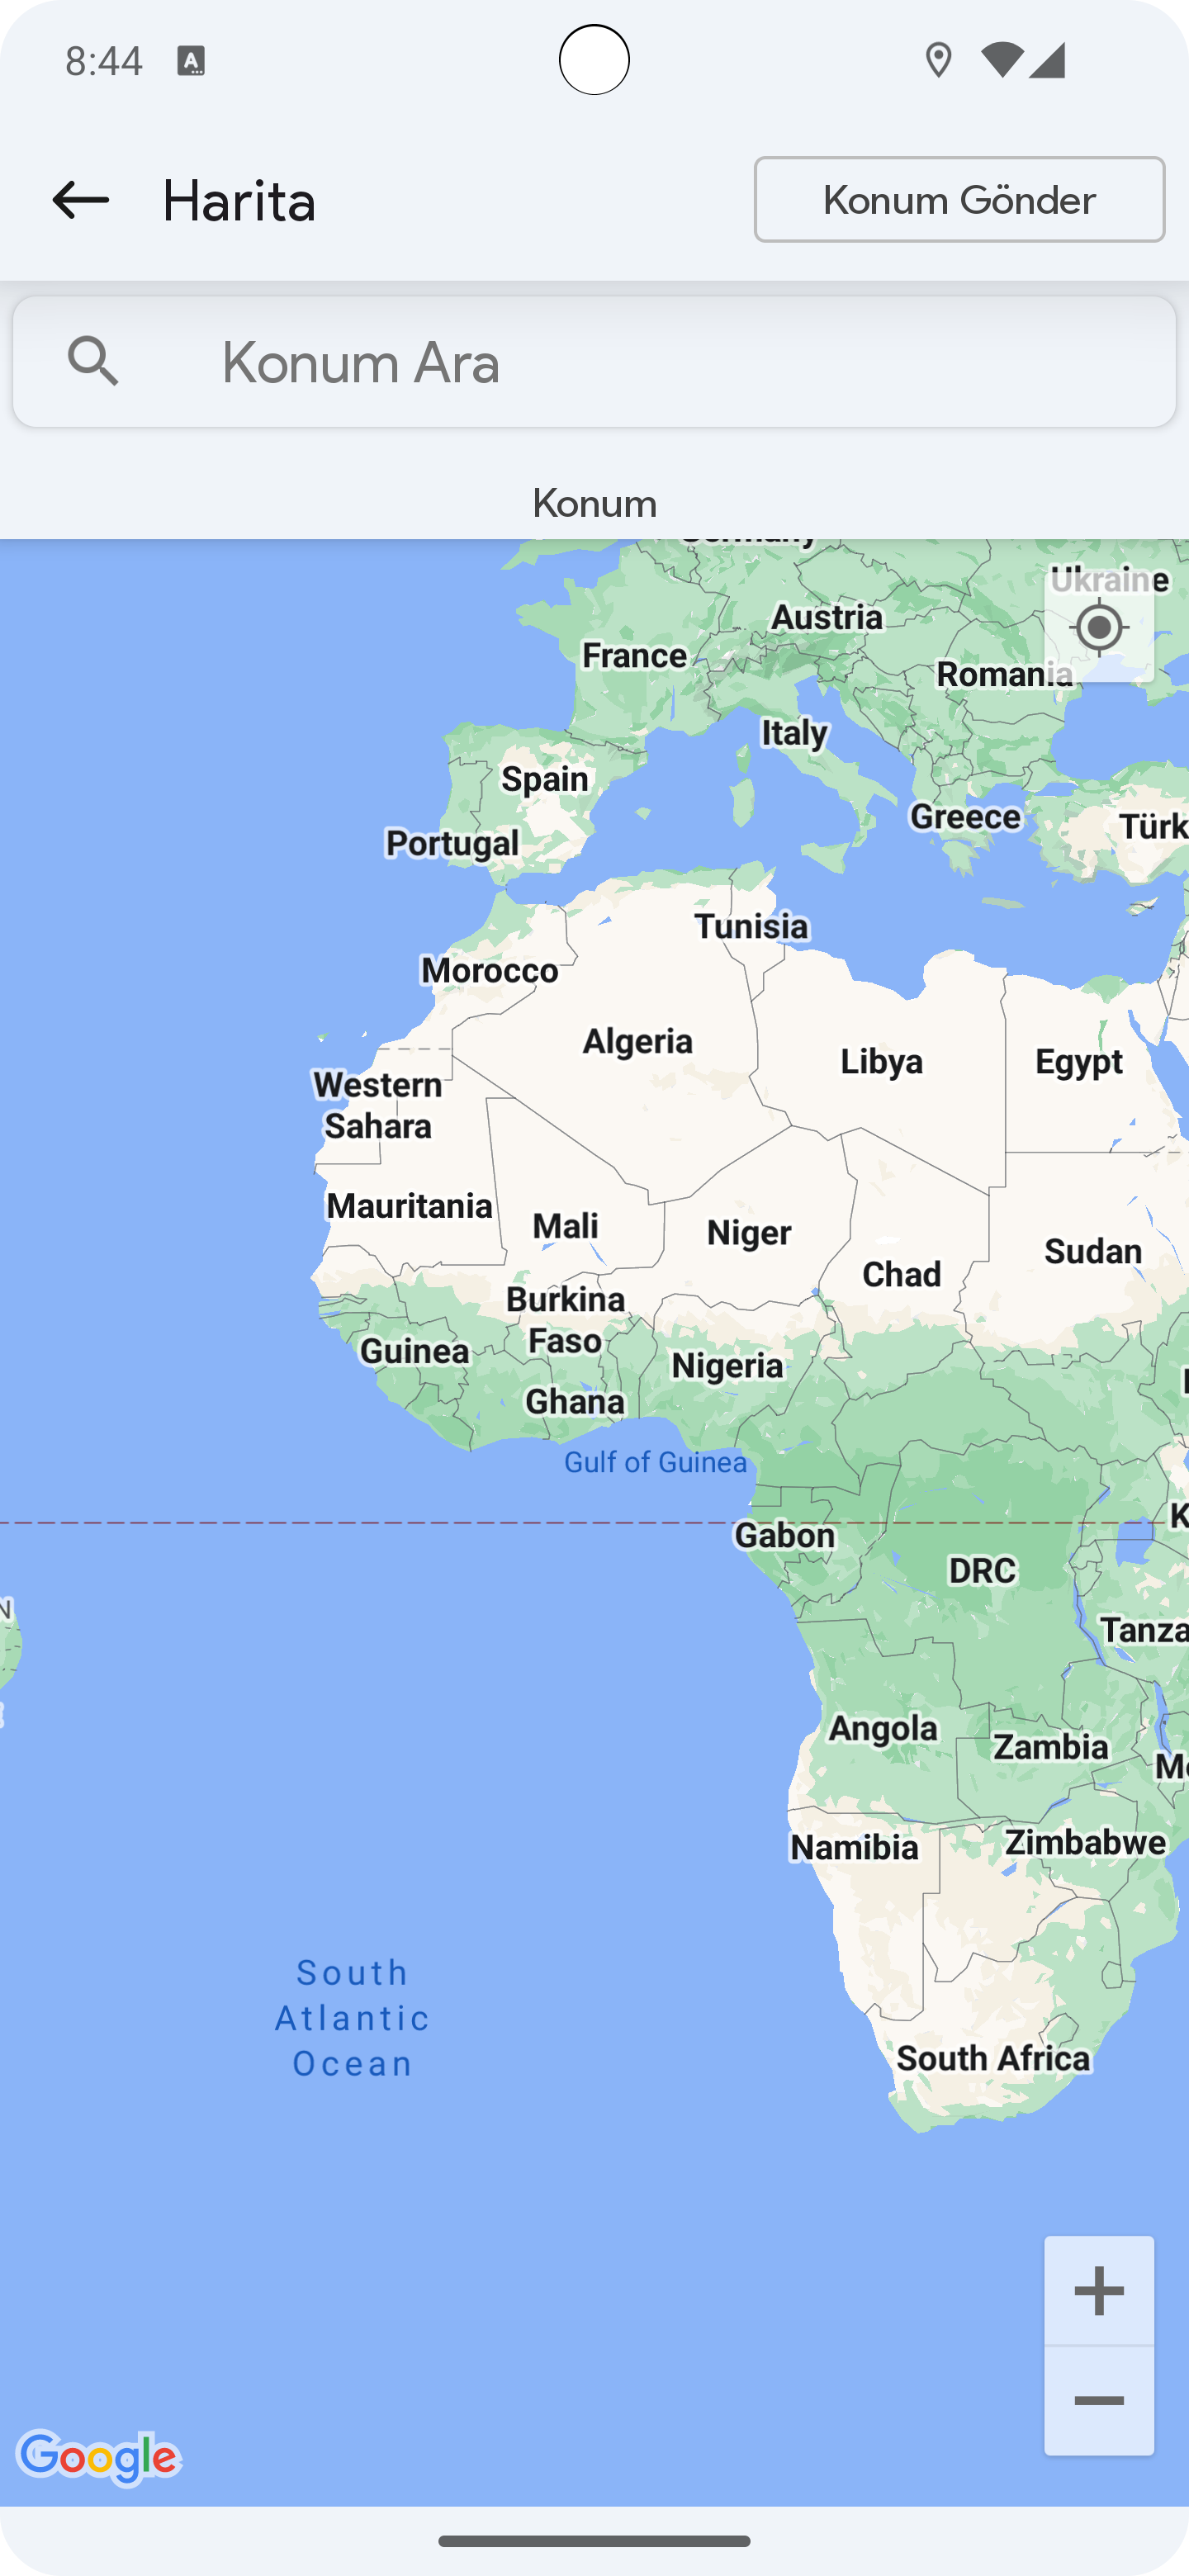 8:44
Harita
Konum Gönder
Konum Ara
Konum
Germany
Ukraine
Austria
France
Romania
Italy
Spain
Greece
Türk
Portugal
Tunisia
Morocco
Algeria
Libya
Egypt
Western
Sahara
Mauritania
Mali
Niger
Sudan
Chad
Burkina
Faso
Guinea
Nigeria
Ghana
Gulf of Guinea
K
Gabon
DRC
N
Tanza
Angola
Zambia
Mo
Zimbabwe
Namibia
South
Atlantic
Ocean
South Africa
Google